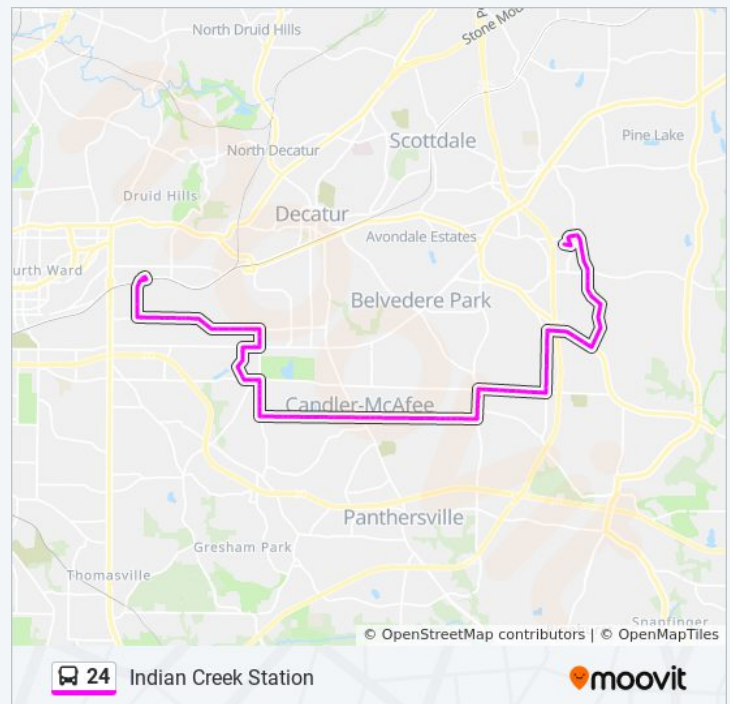 North Druid Hills
Stone Mou
Scottdale
Pine Lake
North Decatur
Druid Hills
Decatur
Avondale Estates
urth Ward
Belvedere Park
Candler-McAfee
Panthersville
Gresham Park
Thomasville
Snapfinger
© OpenStreetMap contributors | © OpenMapTiles
24 Indian Creek Station
moovit